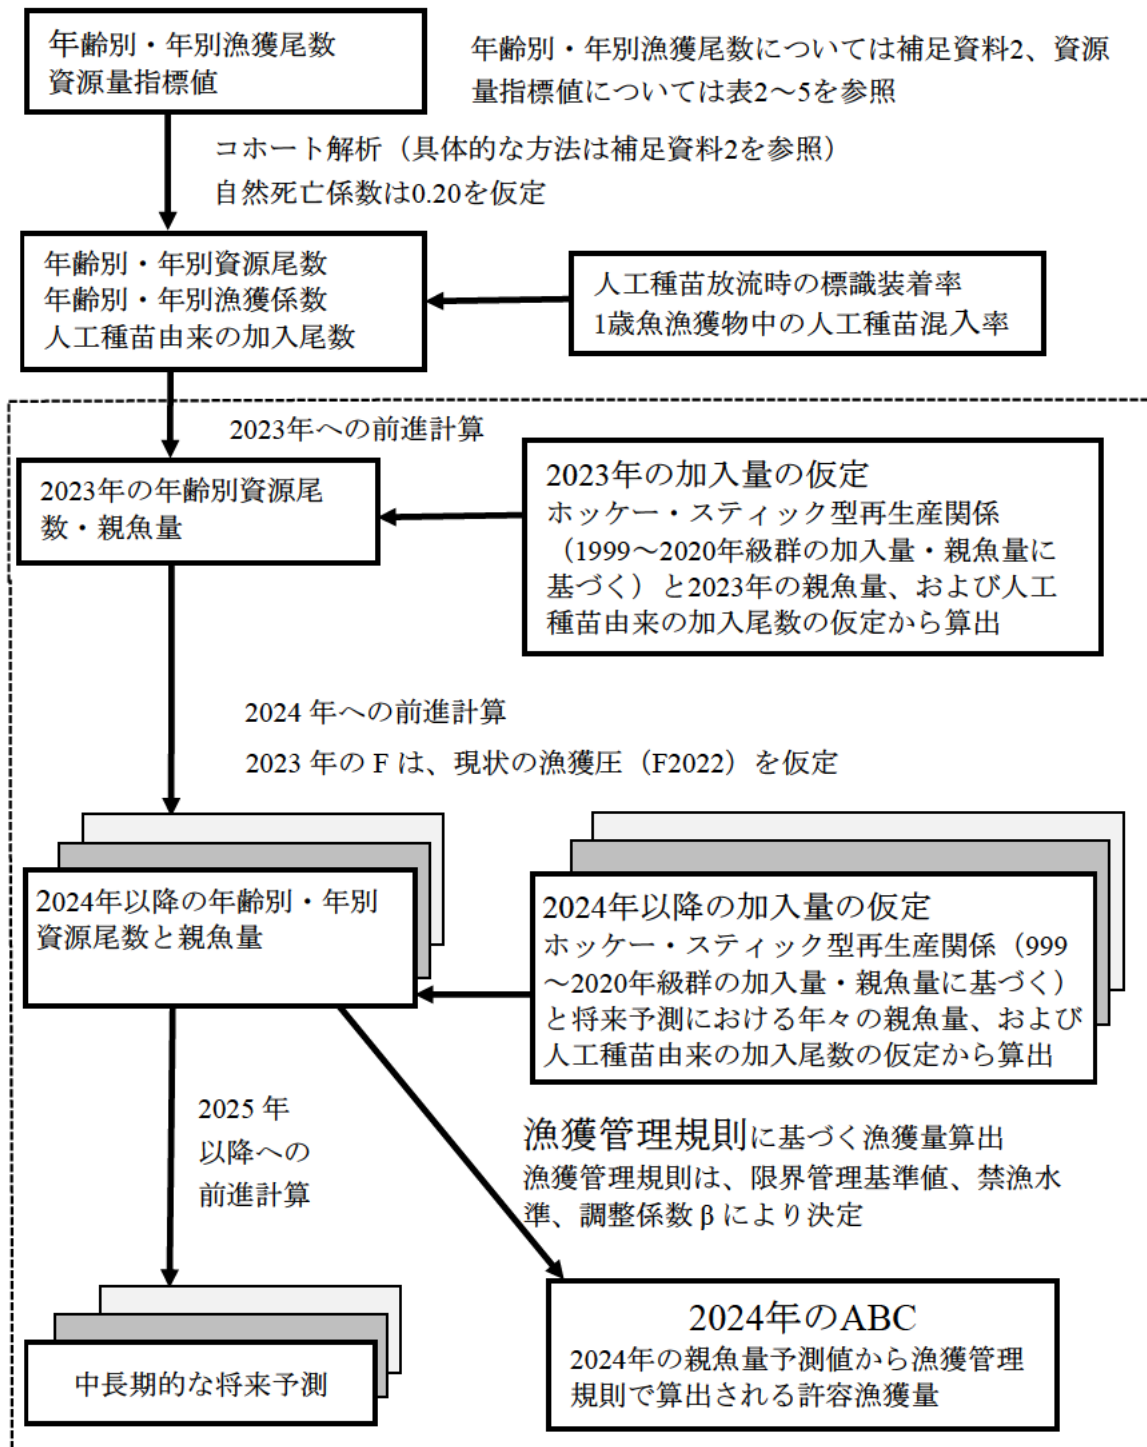 年齢別・年別漁獲尾数
資源量指標値
年齢別・年別漁獲尾数については補足資料2、資源
量指標値については表2～5を参照
コホート解析（具体的な方法は補足資料2を参照）
自然死亡係数は0.20を仮定
年齢別・年別資源尾数
年齢別・年別漁獲係数
人工種苗由来の加入尾数
人工種苗放流時の標識装着率
1歳魚漁獲物中の人工種苗混入率
2023年への前進計算
2023年の年齢別資源尾
数・親魚量
2023年の加入量の仮定
ホッケー・スティック型再生産関係
（1999～2020年級群の加入量・親魚量に
基づく）と2023年の親魚量、および人工
種苗由来の加入尾数の仮定から算出
2024 年への前進計算
2023 年の F は、現状の漁獲圧（F2022）を仮定
2024年以降の年齢別・年別
資源尾数と親魚量
2024年以降の加入量の仮定
ホッケー・スティック型再生産関係（999
～2020年級群の加入量・親魚量に基づく）
と将来予測における年々の親魚量、および
人工種苗由来の加入尾数の仮定から算出
2025 年
以降への
前進計算
漁獲管理規則に基づく漁獲量算出
漁獲管理規則は、限界管理基準値、禁漁水
準、調整係数 β により決定
中長期的な将来予測
2024年のABC
2024年の親魚量予測値から漁獲管理
規則で算出される許容漁獲量